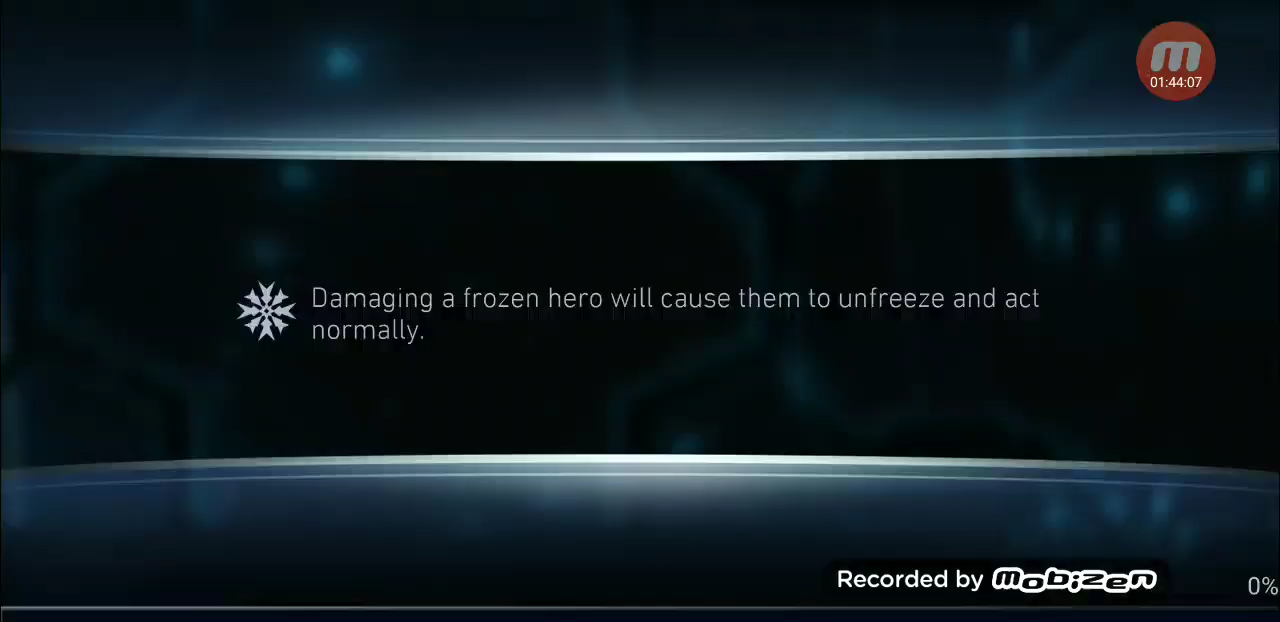 m
01:44:07
Damaging a frozen hero will cause them to unfreeze and act
normally.
Recorded by mobizen
0%